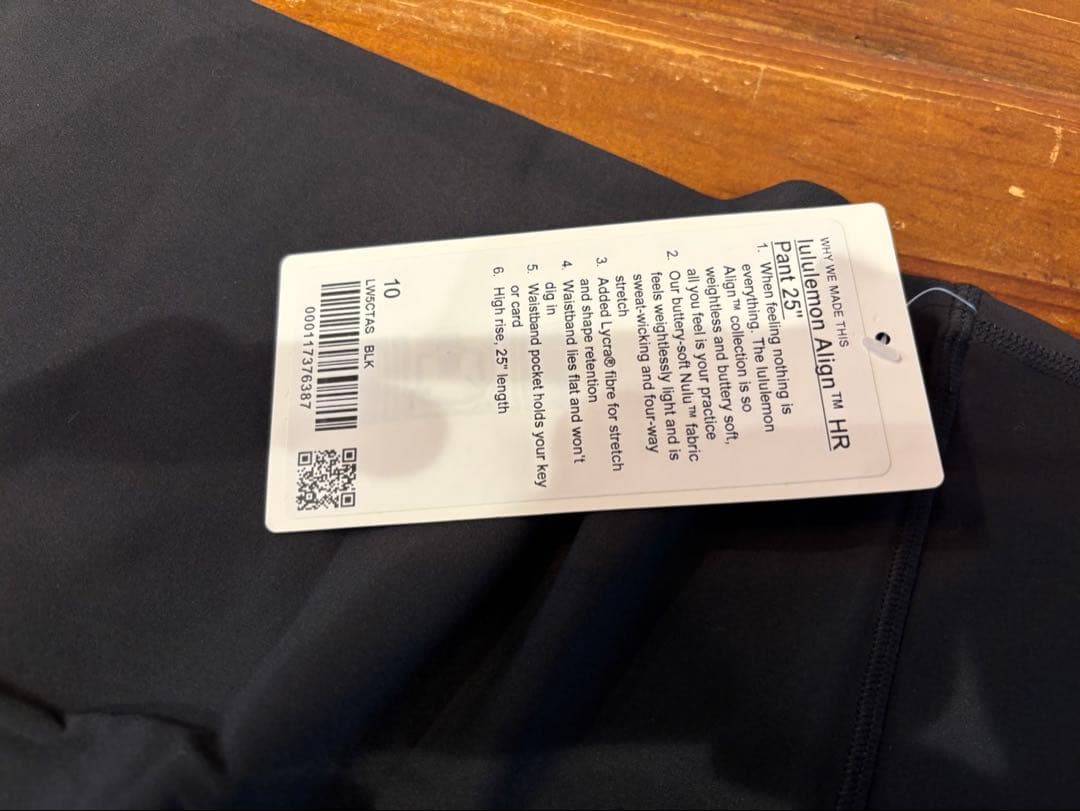 WHY WE MADE THIS
lululemon Align™ HR
Pant 25"
1. When feeling nothing is
everything. The lululemon
Align™ collection is so
weightless and buttery soft,
all you feel is your practice
2. Our buttery-soft Nulu™ fabric
feels weightlessly light and is
sweat-wicking and four-way
stretch
3. Added Lycra® fibre for stretch
and shape retention
4. Waistband lies flat and won't
dig in
5. Waistband pocket holds your key
or card
6. High rise, 25" length
10
LW5CTAS BLK
000117376387